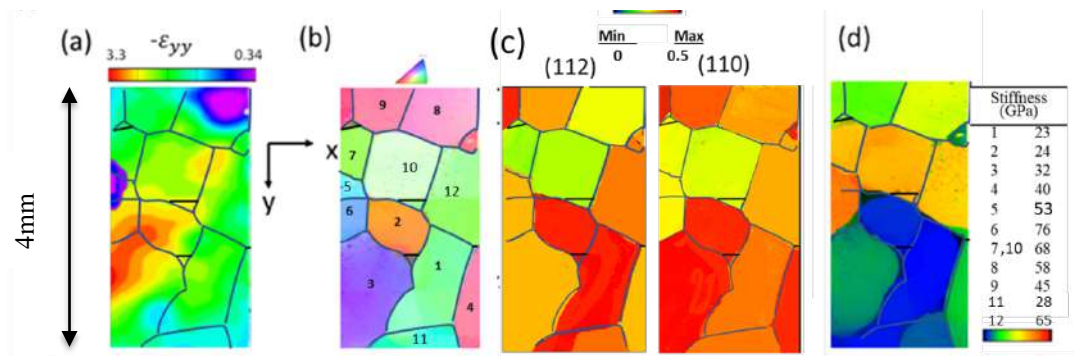 (a)
-εyy
3.3
0.34
4mm
(b)
x
y
9
8
7
10
5
12
6
2
3
1
4
11
(c)
Min
Max
0
0.5
(112)
(110)
(d)
Stiffness
(GPa)
1 23
2 24
3 32
4 40
5 53
6 76
7,10 68
8 58
9 45
11 28
12 65